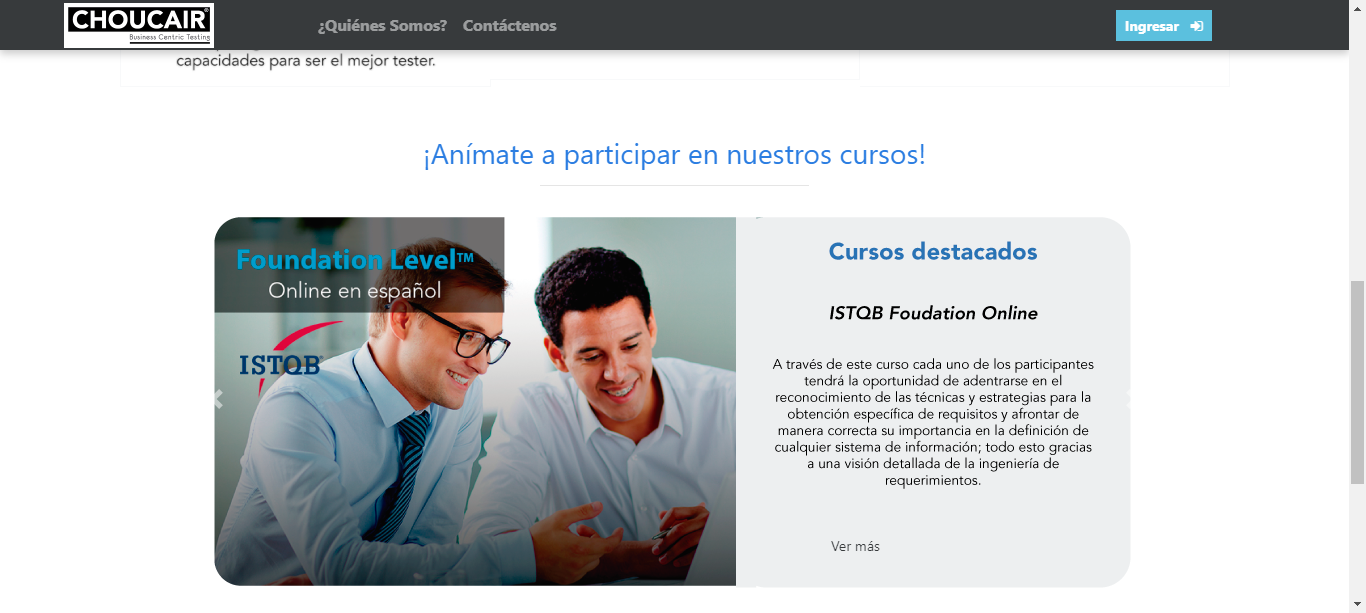 CHOUCAIR®
Business Centric Testing
¿Quiénes Somos?
Contáctenos
Ingresar
capacidades para ser el mejor tester.
¡Anímate a participar en nuestros cursos!
Foundation Level™
Online en español
ISTQB®
Cursos destacados
ISTQB Foudation Online
A través de este curso cada uno de los participantes
tendrá la oportunidad de adentrarse en el
reconocimiento de las técnicas y estrategias para la
obtención específica de requisitos y afrontar de
manera correcta su importancia en la definición de
cualquier sistema de información; todo esto gracias
a una visión detallada de la ingeniería de
requerimientos.
Ver más